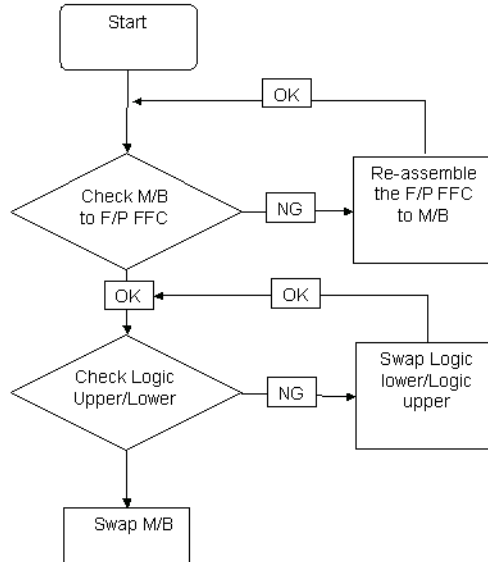 Start
OK
Check M/B
to F/P FFC
NG
Re-assemble
the F/P FFC
to M/B
OK
OK
Check Logic
Upper/Lower
NG
Swap Logic
lower/Logic
upper
Swap M/B